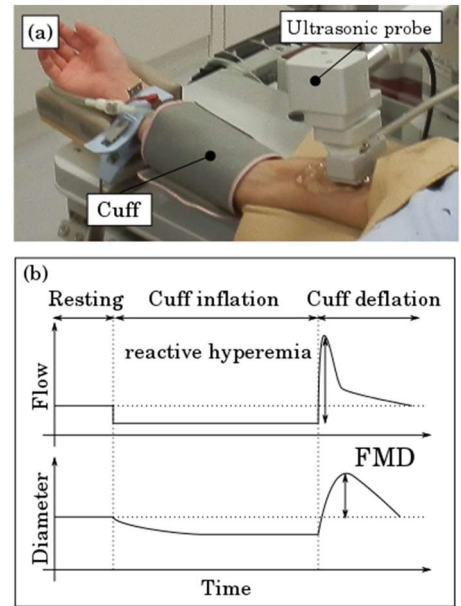 (a)
Ultrasonic probe
Cuff
(b)
Resting Cuff inflation Cuff deflation
reactive hyperemia
Flow
FMD
Diameter
Time